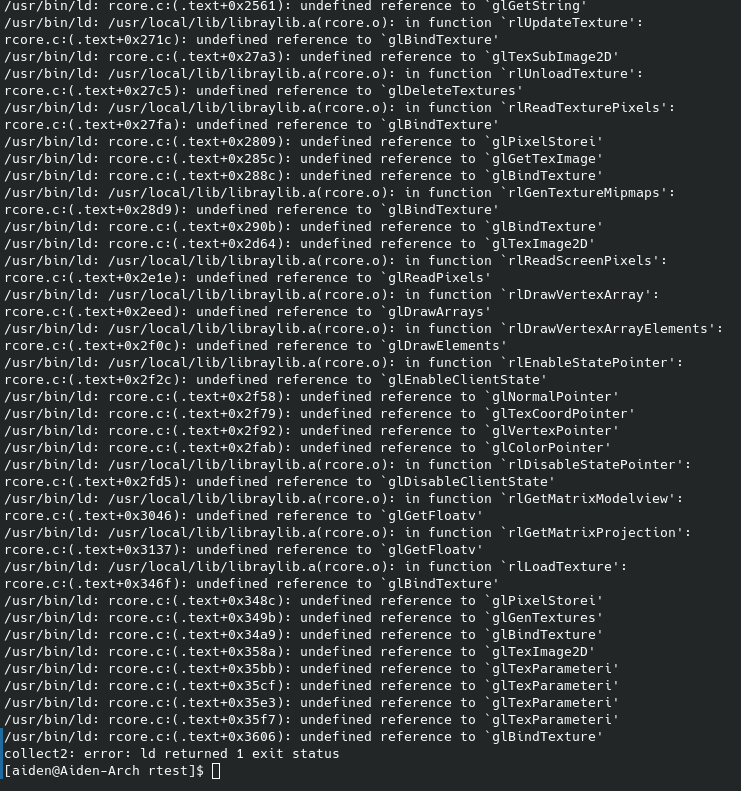 /usr/bin/ld: rcore.c:(.text+0x2561): undefined reference to `glGetString'
/usr/bin/ld: /usr/local/lib/libraylib.a(rcore.o): in function `rlUpdateTexture':
rcore.c:(.text+0x271c): undefined reference to `glBindTexture'
/usr/bin/ld: rcore.c:(.text+0x27a3): undefined reference to `glTexSubImage2D'
/usr/bin/ld: /usr/local/lib/libraylib.a(rcore.o): in function `rlUnloadTexture':
rcore.c:(.text+0x27c5): undefined reference to `glDeleteTextures'
/usr/bin/ld: /usr/local/lib/libraylib.a(rcore.o): in function `rlReadTexturePixels':
rcore.c:(.text+0x27fa): undefined reference to `glBindTexture'
/usr/bin/ld: rcore.c:(.text+0x2809): undefined reference to `glPixelStorei'
/usr/bin/ld: rcore.c:(.text+0x285c): undefined reference to `glGetTexImage'
/usr/bin/ld: rcore.c:(.text+0x288c): undefined reference to `glBindTexture'
/usr/bin/ld: /usr/local/lib/libraylib.a(rcore.o): in function `rlGenTextureMipmaps':
rcore.c:(.text+0x28d9): undefined reference to `glBindTexture'
/usr/bin/ld: rcore.c:(.text+0x290b): undefined reference to `glBindTexture'
/usr/bin/ld: rcore.c:(.text+0x2d64): undefined reference to `glTexImage2D'
/usr/bin/ld: /usr/local/lib/libraylib.a(rcore.o): in function `rlReadScreenPixels':
rcore.c:(.text+0x2e1e): undefined reference to `glReadPixels'
/usr/bin/ld: /usr/local/lib/libraylib.a(rcore.o): in function `rlDrawVertexArray':
rcore.c:(.text+0x2eed): undefined reference to `glDrawArrays'
/usr/bin/ld: /usr/local/lib/libraylib.a(rcore.o): in function `rlDrawVertexArrayElements':
rcore.c:(.text+0x2f0c): undefined reference to `glDrawElements'
/usr/bin/ld: /usr/local/lib/libraylib.a(rcore.o): in function `rlEnableStatePointer':
rcore.c:(.text+0x2f2c): undefined reference to `glEnableClientState'
/usr/bin/ld: rcore.c:(.text+0x2f58): undefined reference to `glNormalPointer'
/usr/bin/ld: rcore.c:(.text+0x2f79): undefined reference to `glTexCoordPointer'
/usr/bin/ld: rcore.c:(.text+0x2f92): undefined reference to `glVertexPointer'
/usr/bin/ld: rcore.c:(.text+0x2fab): undefined reference to `glColorPointer'
/usr/bin/ld: /usr/local/lib/libraylib.a(rcore.o): in function `rlDisableStatePointer':
rcore.c:(.text+0x2fd5): undefined reference to `glDisableClientState'
/usr/bin/ld: /usr/local/lib/libraylib.a(rcore.o): in function `rlGetMatrixModelview':
rcore.c:(.text+0x3046): undefined reference to `glGetFloatv'
/usr/bin/ld: /usr/local/lib/libraylib.a(rcore.o): in function `rlGetMatrixProjection':
rcore.c:(.text+0x3137): undefined reference to `glGetFloatv'
/usr/bin/ld: /usr/local/lib/libraylib.a(rcore.o): in function `rlLoadTexture':
rcore.c:(.text+0x346f): undefined reference to `glBindTexture'
/usr/bin/ld: rcore.c:(.text+0x348c): undefined reference to `glPixelStorei'
/usr/bin/ld: rcore.c:(.text+0x349b): undefined reference to `glGenTextures'
/usr/bin/ld: rcore.c:(.text+0x34a9): undefined reference to `glBindTexture'
/usr/bin/ld: rcore.c:(.text+0x358a): undefined reference to `glTexImage2D'
/usr/bin/ld: rcore.c:(.text+0x35bb): undefined reference to `glTexParameteri'
/usr/bin/ld: rcore.c:(.text+0x35cf): undefined reference to `glTexParameteri'
/usr/bin/ld: rcore.c:(.text+0x35e3): undefined reference to `glTexParameteri'
/usr/bin/ld: rcore.c:(.text+0x35f7): undefined reference to `glTexParameteri'
/usr/bin/ld: rcore.c:(.text+0x3606): undefined reference to `glBindTexture'
collect2: error: ld returned 1 exit status
[aiden@Aiden-Arch rtest]$